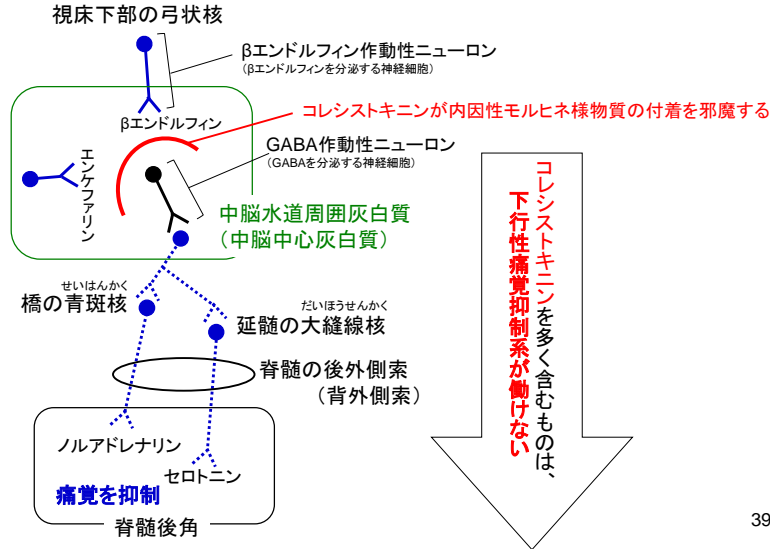 視床下部の弓状核
βエンドルフィン作動性ニューロン
(βエンドルフィンを分泌する神経細胞)
βエンドルフィン
コレシストキニンが内因性モルヒネ様物質の付着を邪魔する
GABA作動性ニューロン
(GABAを分泌する神経細胞)
エンケファリン
中脳水道周囲灰白質
(中脳中心灰白質)
せいはんかく
橋の青斑核
だいほうせんかく
延髄の大縫線核
脊髄の後外側索
(背外側索)
ノルアドレナリン
セロトニン
痛覚を抑制
脊髄後角
コレシストキニンを多く含むものは、
下行性痛覚抑制系が働けない
39